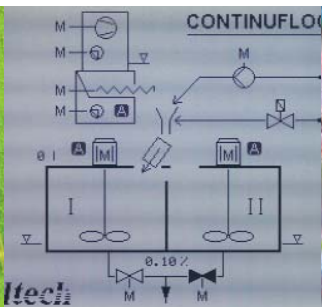 CONTINUFLO
M
M
M
M
M A
0 l A M M A
I II
0.10%
M M
ltech